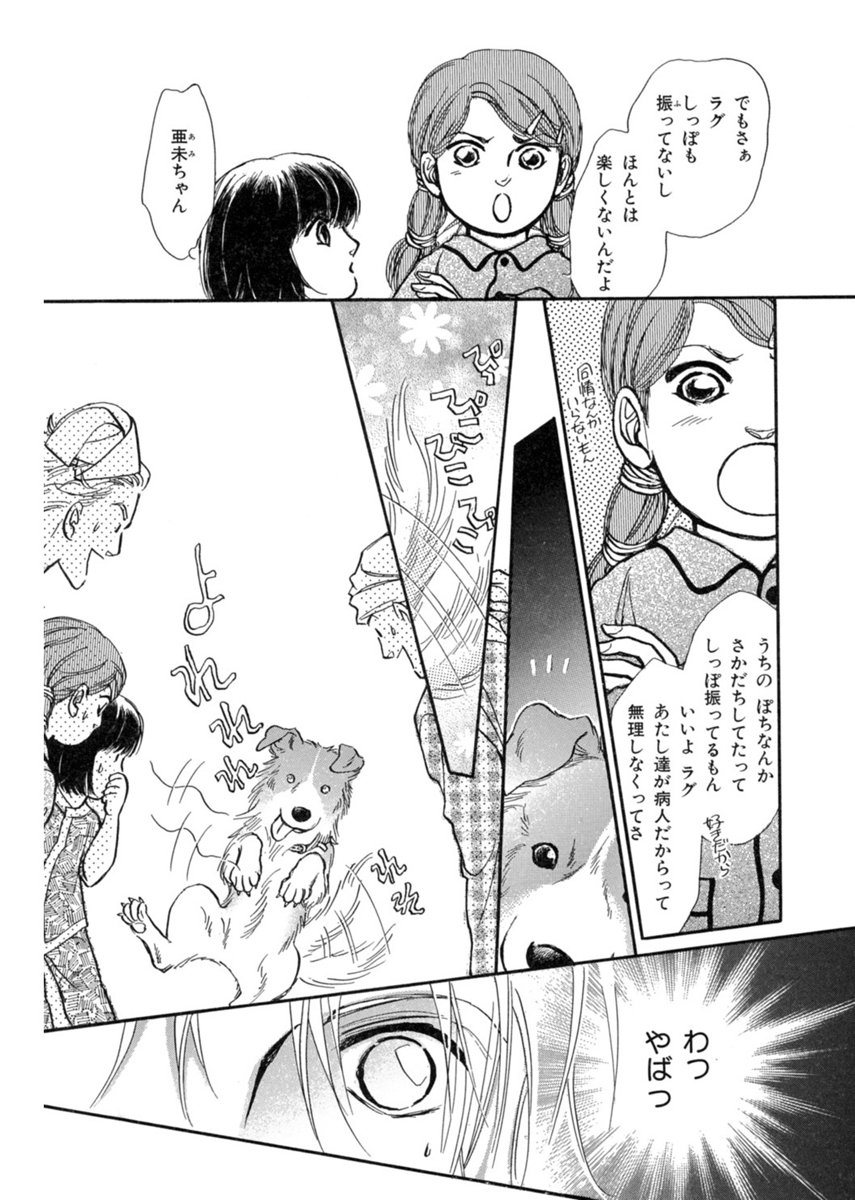 でもさぁ
ラグ
しっぽも
振ってないし
ほんとは
楽しくないんだよ
亜未ちゃん
同情なんか
いらないもん
うちの ぽちなんか
さかだちしてたって
しっぽ振ってるもん
好きだから
いいよ ラグ
あたし達が病人だからって
無理しなくってさ
ぴっ
ぴこぴこ
よれれれ
れれ
わっ
やばっ